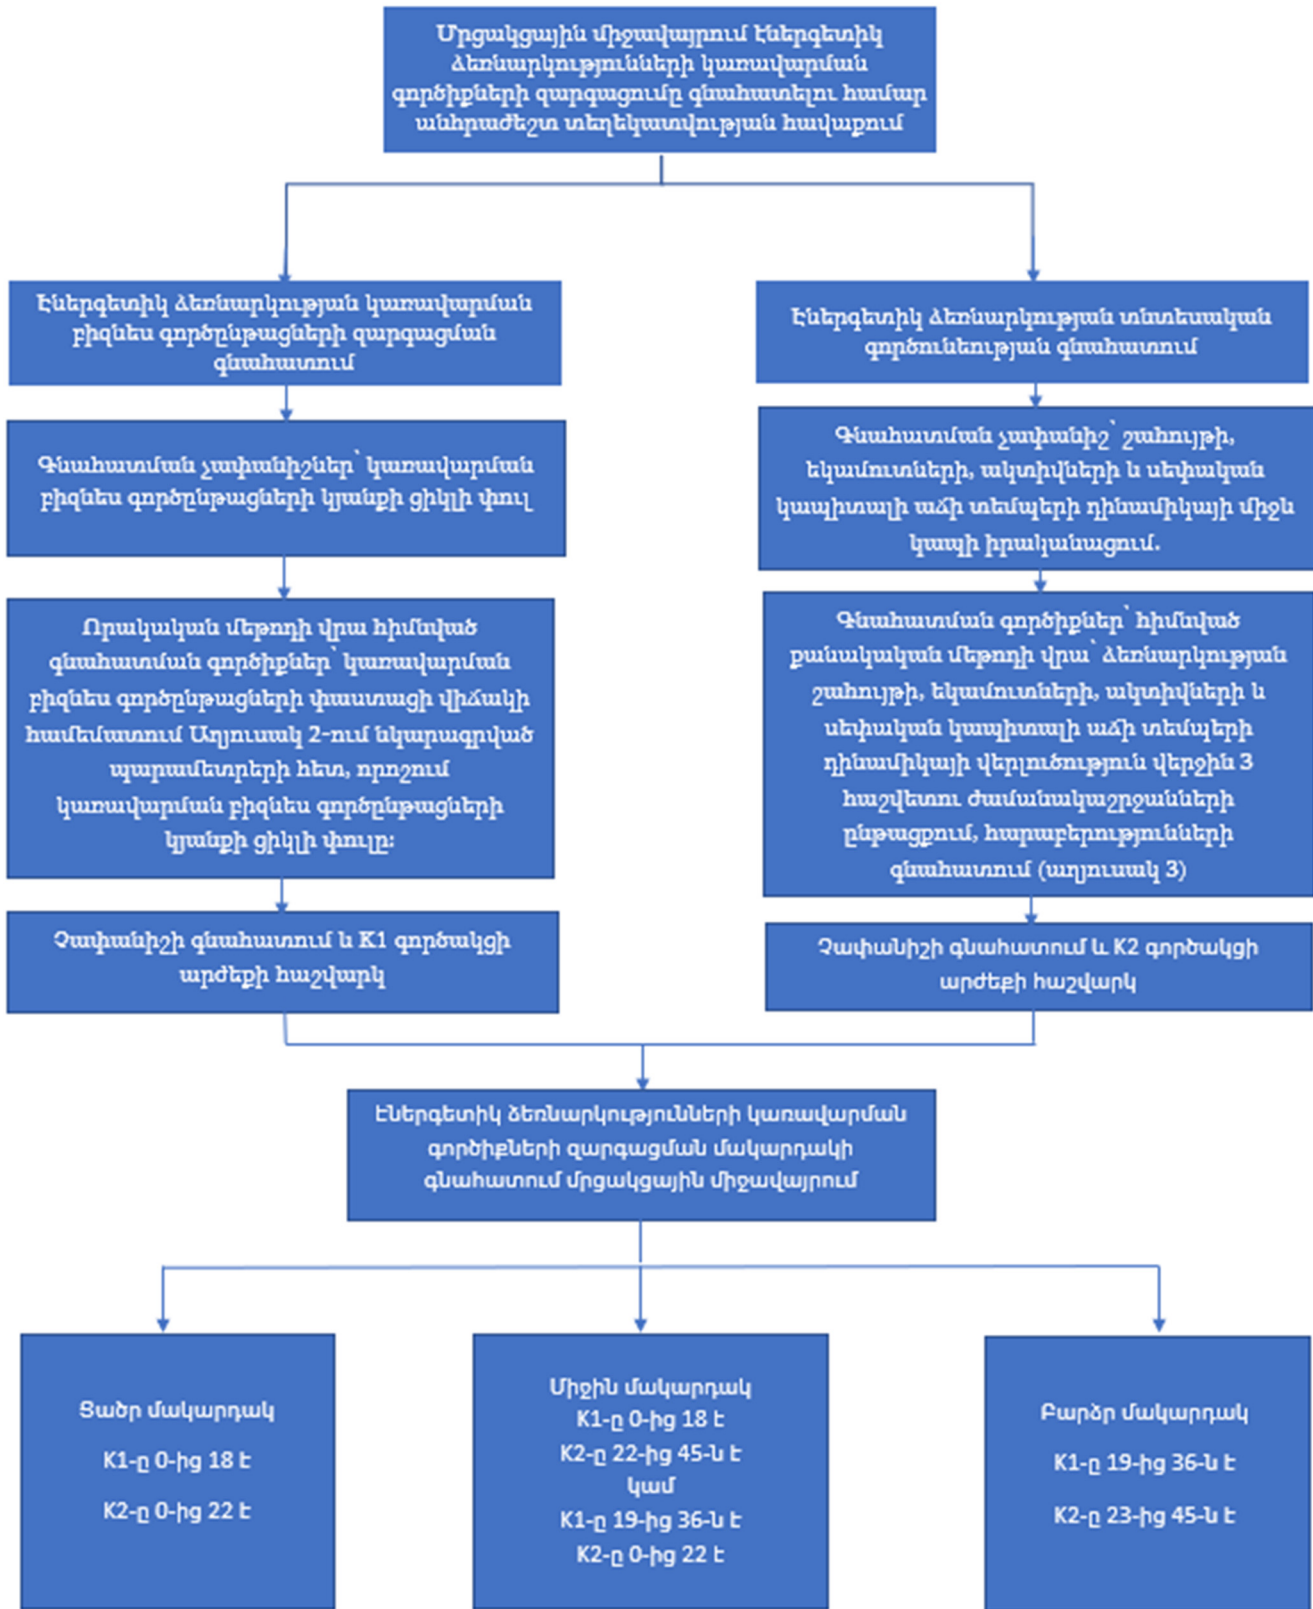 Մրցակցային միջավայրում էներգետիկ
ձեռնարկությունների կառավարման
գործիքների զարգացումը գնահատելու համար
անհրաժեշտ տեղեկատվության հավաքում
Էներգետիկ ձեռնարկության կառավարման
բիզնես գործընթացների զարգացման
գնահատում
Գնահատման չափանիշներ՝ կառավարման
բիզնես գործընթացների կյանքի ցիկլի փուլ
Որակական մեթոդի վրա հիմնված
գնահատման գործիքներ՝ կառավարման
բիզնես գործընթացների փաստացի վիճակի
համեմատում Աղյուսակ 2-ում նկարագրված
պարամետրերի հետ, որոշում
կառավարման բիզնես գործընթացների
կյանքի ցիկլի փուլը:
Չափանիշի գնահատում և K1 գործակցի
արժեքի հաշվարկ
Էներգետիկ ձեռնարկության տնտեսական
գործունեության գնահատում
Գնահատման չափանիշ՝ շահույթի,
եկամուտների, ակտիվների և սեփական
կապիտալի աճի տեմպերի դինամիկայի միջև
կապի իրականացում.
Գնահատման գործիքներ՝ հիմնված
քանակական մեթոդի վրա՝ ձեռնարկության
շահույթի, եկամուտների, ակտիվների և
սեփական կապիտալի աճի տեմպերի
դինամիկայի վերլուծություն վերջին 3
հաշվետու ժամանակաշրջանների
ընթացքում, հարաբերությունների
գնահատում (աղյուսակ 3)
Չափանիշի գնահատում և K2 գործակցի
արժեքի հաշվարկ
Էներգետիկ ձեռնարկությունների կառավարման
գործիքների զարգացման մակարդակի
գնահատում մրցակցային միջավայրում
Ցածր մակարդակ
K1-ը 0-ից 18 է
K2-ը 0-ից 22 է
Միջին մակարդակ
K1-ը 0-ից 18 է
K2-ը 22-ից 45-ն է
կամ
K1-ը 19-ից 36-ն է
K2-ը 0-ից 22 է
Բարձր մակարդակ
K1-ը 19-ից 36-ն է
K2-ը 23-ից 45-ն է